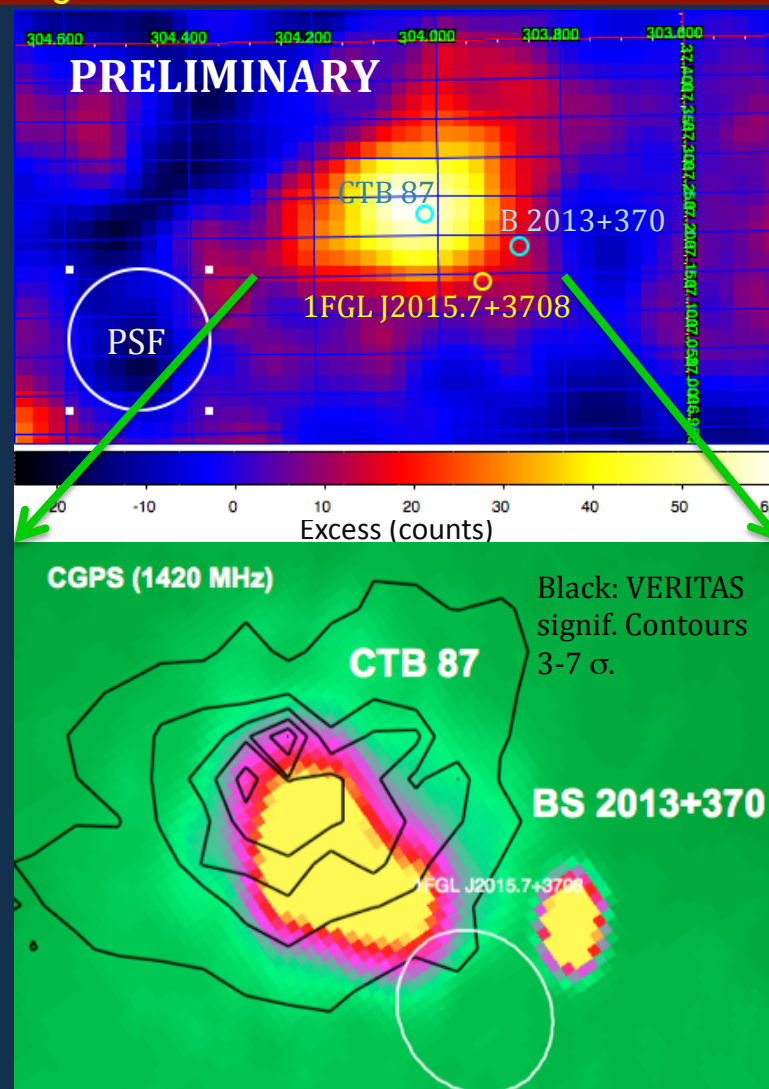 304.600 304.400 304.200 304.000 303.800 303.600
PRELIMINARY
CTB 87
B 2013+370
1FGL J2015.7+3708
PSF
-10 0 10 20 30 40 50
Excess (counts)
CGPS (1420 MHz)
Black: VERITAS
signif. Contours
3-7 σ.
CTB 87
BS 2013+370
1FGL J2015.7+3708